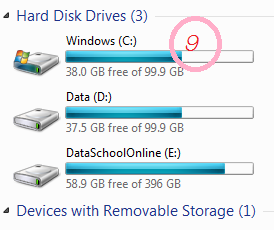 Hard Disk Drives (3)
Windows (C:)
9
38.0 GB free of 99.9 GB
Data (D:)
37.5 GB free of 99.9 GB
DataSchoolOnline (E:)
58.9 GB free of 396 GB
Devices with Removable Storage (1)